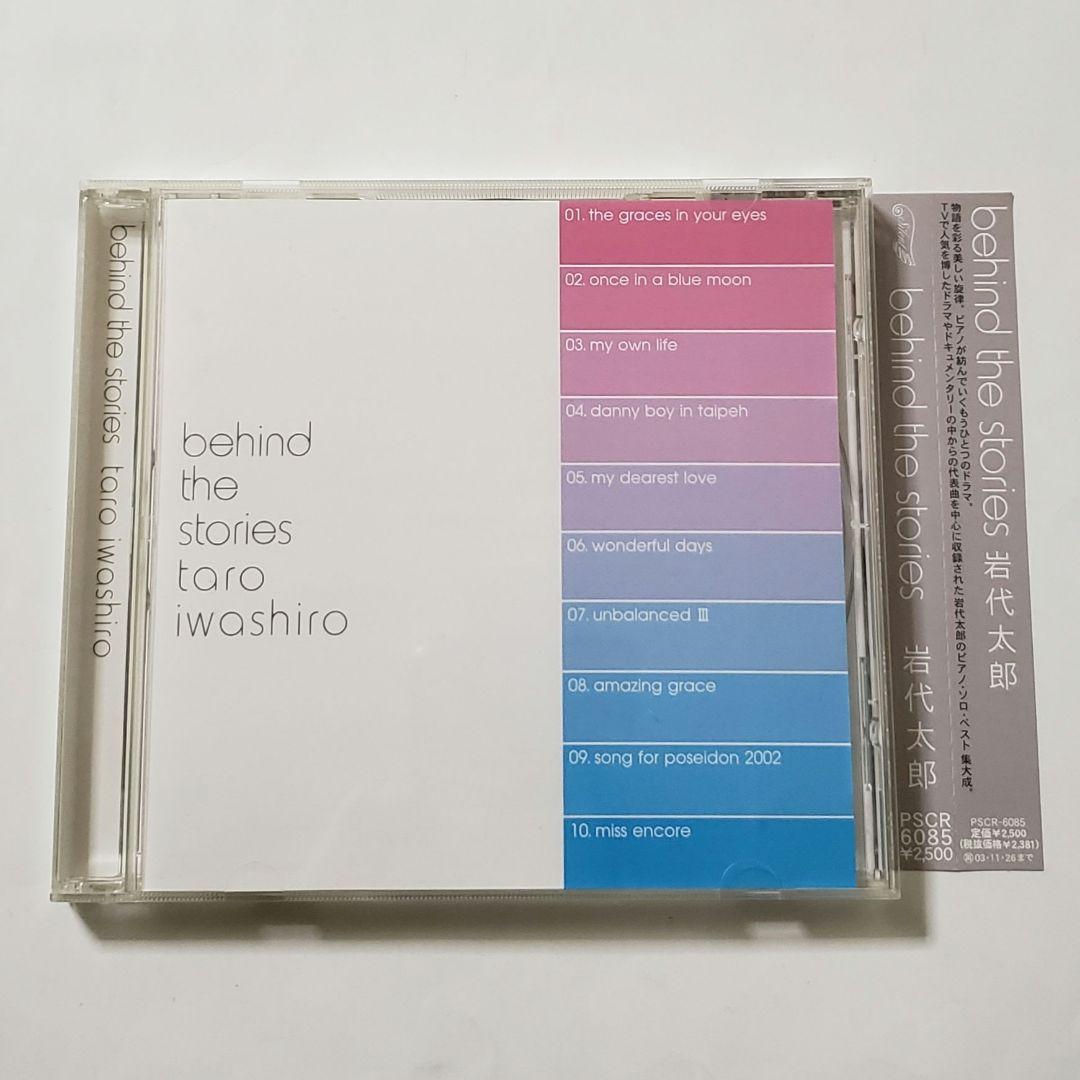 behind the stories taro iwashiro
behind
the
stories
taro
iwashiro
01. the graces in your eyes
02. once in a blue moon
03. my own life
04. danny boy in taipeh
05. my dearest love
06. wonderful days
07. unbalanced Ⅲ
08. amazing grace
09. song for poseidon 2002
10. miss encore
behind the stories 岩代太郎
PSCR
6085
¥2,500
behind the stories 岩代太郎
物語を彩る美しい旋律。ピアノが紡んでいくもうひとつのドラマ。
TVで人気を博したドラマやドキュメンタリーの中からの代表曲を中心に収録された岩代太郎のピアノ・ソロ・ベスト集大成。
PSCR-6085
定価¥2,500
(税抜価格¥2,381)
03・11・26まで